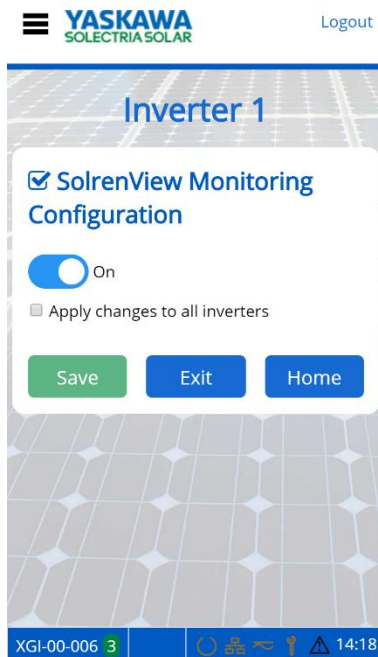 YASKAWA
SOLECTRIA SOLAR
Logout
Inverter 1
SolrenView Monitoring
Configuration
On
Apply changes to all inverters
Save Exit Home
XGI-00-006 3 14:18